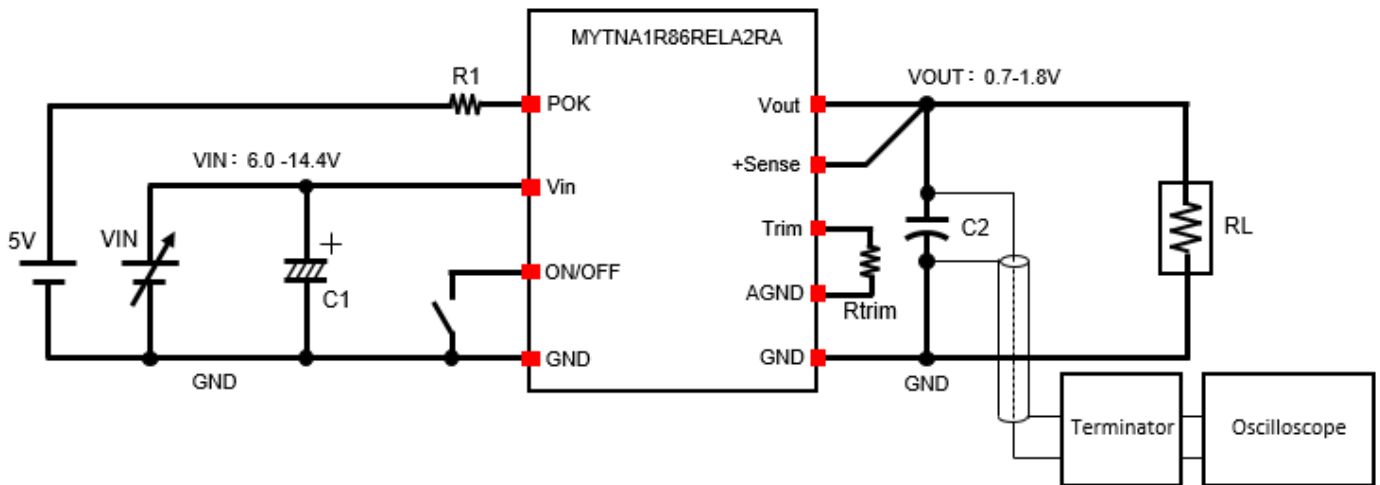 MYTNA1R86RELA2RA
R1
POK
Vout
VOUT： 0.7-1.8V
VIN： 6.0 -14.4V
+Sense
Vin
5V
VIN
Trim
C2
RL
+
ON/OFF
C1
AGND
Rtrim
GND
GND
GND
GND
Terminator
Oscilloscope